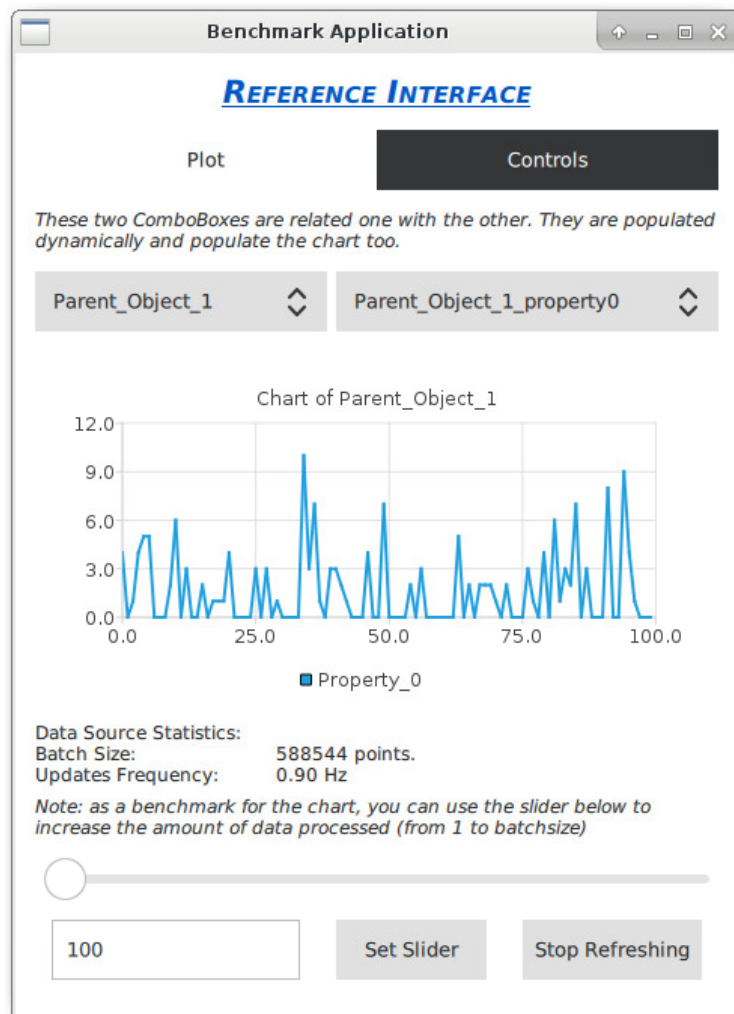 Benchmark Application
REFERENCE INTERFACE
Plot Controls
These two ComboBoxes are related one with the other. They are populated
dynamically and populate the chart too.
Parent_Object_1 Parent_Object_1_property0
Chart of Parent_Object_1
12.0
9.0
6.0
3.0
0.0
0.0 25.0 50.0 75.0 100.0
Property_0
Data Source Statistics:
Batch Size: 588544 points.
Updates Frequency: 0.90 Hz
Note: as a benchmark for the chart, you can use the slider below to
increase the amount of data processed (from 1 to batchsize)
100 Set Slider Stop Refreshing